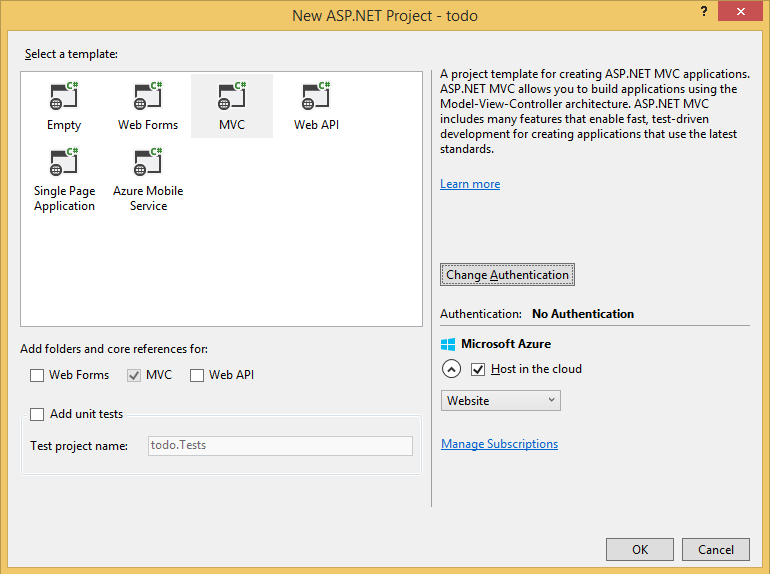 New ASP.NET Project - todo
?
Select a template:
C#
C#
C#
C#
Empty
Web Forms
MVC
Web API
C#
C#
Single Page
Application
Azure Mobile
Service
A project template for creating ASP.NET MVC applications.
ASP.NET MVC allows you to build applications using the
Model-View-Controller architecture. ASP.NET MVC
includes many features that enable fast, test-driven
development for creating applications that use the latest
standards.
Learn more
Change Authentication
Authentication: No Authentication
Microsoft Azure
Host in the cloud
Website
Manage Subscriptions
Add folders and core references for:
Web Forms
MVC
Web API
Add unit tests
Test project name:
todo.Tests
OK
Cancel